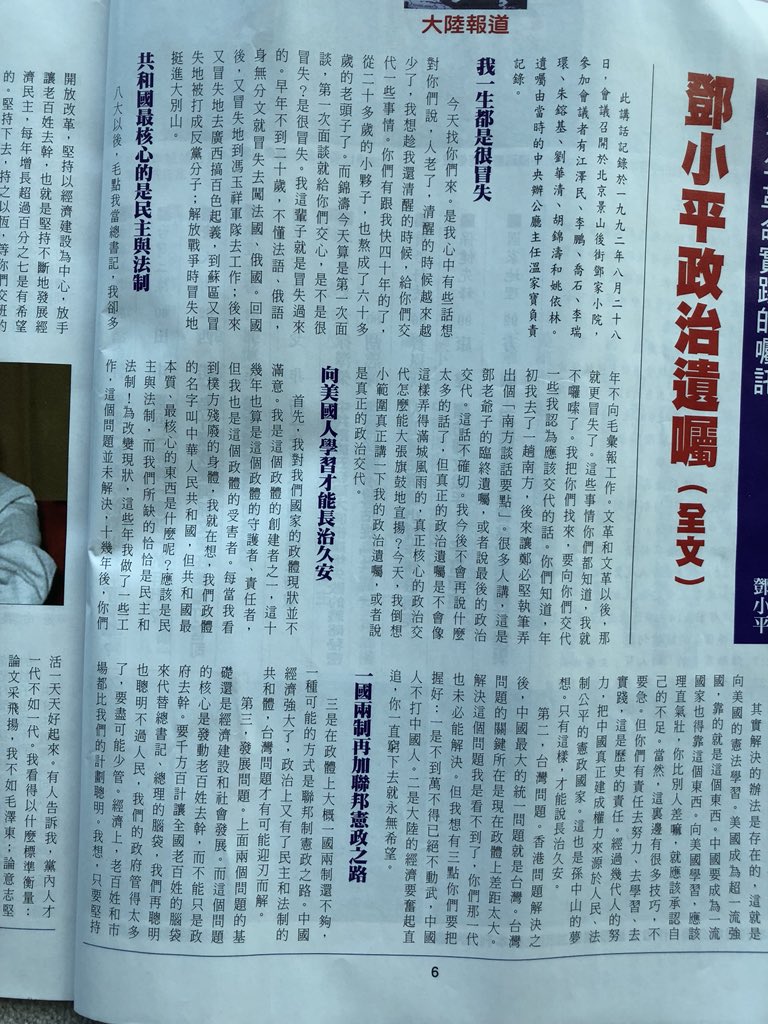 大陸報道
實踐的囑託
鄧小平
鄧小平政治遺囑（全文）
此講話記錄於一九九二年八月二十八
日，會議召開於北京景山後街鄧家小院，
參加會議者有江澤民、李鵬、喬石、李瑞
環、朱鎔基、劉華清、胡錦濤和姚依林。
遺囑由當時的中央辦公廳主任溫家寶負責
記錄。
我一生都是很冒失
今天找你們來。是我心中有些話想
對你們說，人老了，清醒的時候越來越
少了，我想趁我還清醒的時候，給你們交
代一些事情。你們有跟我快四十年的了，
從二十多歲的小夥子，也熬成了六十多
歲的老頭子了。而錦濤今天算是第一次面
談，第一次面談就給你們交心，是不是很
冒失？是很冒失。我這輩子就是冒失過來
的。早年不到二十歲，不懂法語、俄語，
身無分文就冒失去闖法國、俄國。回國
後，又冒失地到馮玉祥軍隊去工作；後來
又冒失地去廣西搞百色起義，到蘇區又冒
失地被打成反黨分子；解放戰爭時冒失地
挺進大別山。
共和國最核心的是民主與法制
八大以後，毛點我當總書記，我卻多
年不向毛彙報工作。文革和文革以後，那
就更冒失了。這些事情你們都知道，我就
不囉嗦了。我把你們找來，要向你們交代
一些我認為應該交代的話。你們知道，年
初我去了一趟南方，後來讓鄭必堅執筆弄
出個「南方談話要點」。很多人講，這是
鄧老爺子的臨終遺囑，或者說最後的政治
交代。這話不確切。我今後不會再說什麼
太多的話了，但真正的政治遺囑是不會像
這樣弄得滿城風雨的，真正核心的政治交
代怎麼能大張旗鼓地宣揚？今天，我倒想
小範圍真正講一下我的政治遺囑，或者說
是真正的政治交代。
向美國人學習才能長治久安
首先，我對我們國家的政體現狀並不
滿意。我是這個政體的創建者之一，這十
幾年也算是這個政體的守護者、責任者，
但我也是這個政體的受害者。每當我看
到樸方殘廢的身體，我就在想，我們政體
的名字叫中華人民共和國，但共和國最
本質、最核心的東西是什麼呢？應該是民
主與法制，而我們所缺的恰恰是民主和
法制！為改變現狀，這些年我做了一些工
作，這個問題並未解決，十幾年後，你們
其實解決的辦法是存在的，這就是
向美國的憲法學習。美國成為超一流強
國，靠的就是這個東西。中國要成為一流
國家也得靠這個東西。向美國學習，應該
理直氣壯，你比別人差嘛，就應該承認自
己的不足。當然，這裏邊有很多技巧，不
要急。但你們有責任去努力、去學習、去
實踐，這是歷史的責任。經過幾代人的努
力，把中國真正建成權力來源於人民、法
制公平的憲政國家，這也是孫中山的夢
想。只有這樣，才能說長治久安。
第二，台灣問題。香港問題解決之
後，中國最大的統一問題就是台灣。台灣
問題的關鍵所在是現在政體上差距太大。
解決這個問題我是看不到了，你們那一代
也未必能解決。但我想有三點你們要把
握好：一是不到萬不得已絕不動武，中國
人不打中國人。二是大陸的經濟要奮起直
追，你一直窮下去就永無希望。
一國兩制再加聯邦憲政之路
三是在政體上大概一國兩制還不夠，
一種可能的方式是聯邦制憲政之路。中國
經濟強大了，政治上又有了民主和法制的
共和體，台灣問題才有可能迎刃而解。
第三，發展問題。上面兩個問題的基
礎還是經濟建設和社會發展。而這個問題
的核心是發動老百姓去幹，而不能只是政
府去幹。要千方百計讓全國老百姓的腦袋
來代替總書記、總理的腦袋，我們再聰明
也聰明不過人民，我們的政府管得太多
了，要盡可能少管。經濟上，老百姓和市
場都比我們的計劃聰明。我想，只要堅持
6
開放改革，堅持以經濟建設為中心，放手
讓老百姓去幹，也就是堅持不斷地發展經
濟民主，每年增長超過百分之七是有希望
的。堅持下去，持之以恆，等你們交班的
活一天天好起來。有人告訴我，黨內人才
一代不如一代。我看得以什麼標準衡量：
論文采飛揚，我不如毛澤東；論意志堅